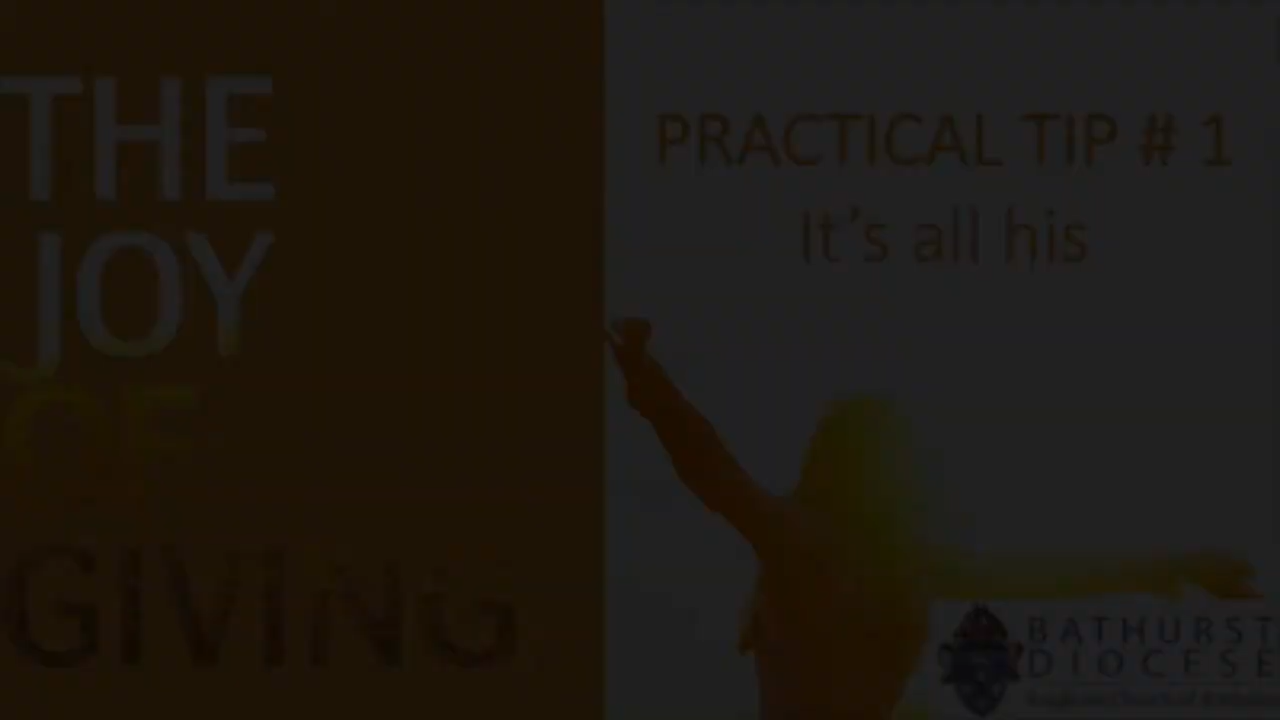 THE
JOY
OF
GIVING
PRACTICAL TIP # 1
It's all his
BATHURST
DIOCESE